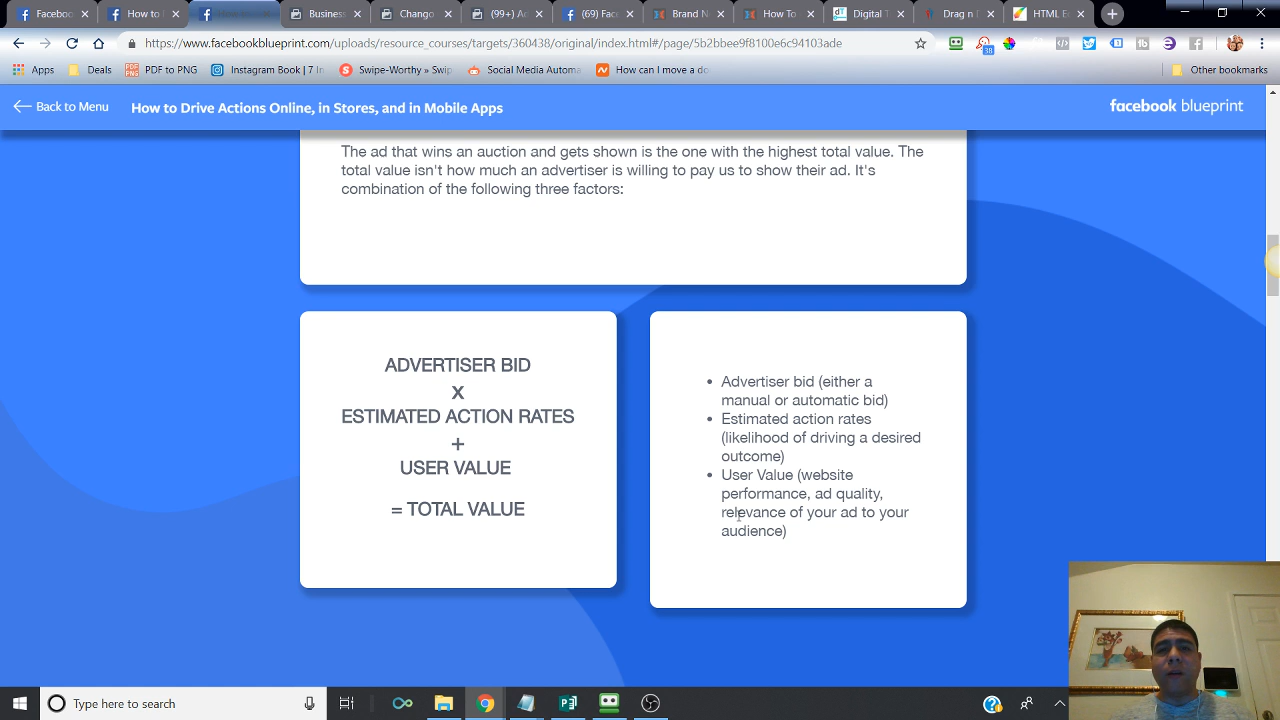 Faceboo
How to I
Business
Chango
(99+) A
(69) Fac
Brand N
How To
Digital T
Drag n D
HTML E
https://www.facebookblueprint.com/uploads/resource_courses/targets/360438/original/index.html#/page/5b2bbee9f8100e6c94103ade
38
Apps
Deals
PDF to PNG
Instagram Book | 7 In
Swipe-Worthy » Swip
Social Media Automa
How can I move a do
Other bookmarks
Back to Menu
How to Drive Actions Online, in Stores, and in Mobile Apps
facebook blueprint
The ad that wins an auction and gets shown is the one with the highest total value. The
total value isn't how much an advertiser is willing to pay us to show their ad. It's
combination of the following three factors:
ADVERTISER BID
X
ESTIMATED ACTION RATES
+
USER VALUE
= TOTAL VALUE
• Advertiser bid (either a
manual or automatic bid)
• Estimated action rates
(likelihood of driving a desired
outcome)
• User Value (website
performance, ad quality,
relevance of your ad to your
audience)
Type here to search